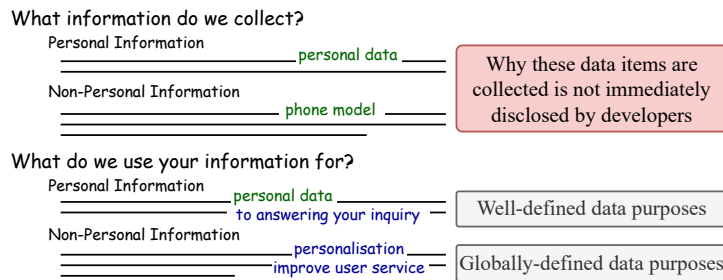 What information do we collect?
Personal Information
personal data
Non-Personal Information
phone model
Why these data items are
collected is not immediately
disclosed by developers
What do we use your information for?
Personal Information
personal data
to answering your inquiry
Well-defined data purposes
Non-Personal Information
personalisation
improve user service
Globally-defined data purposes